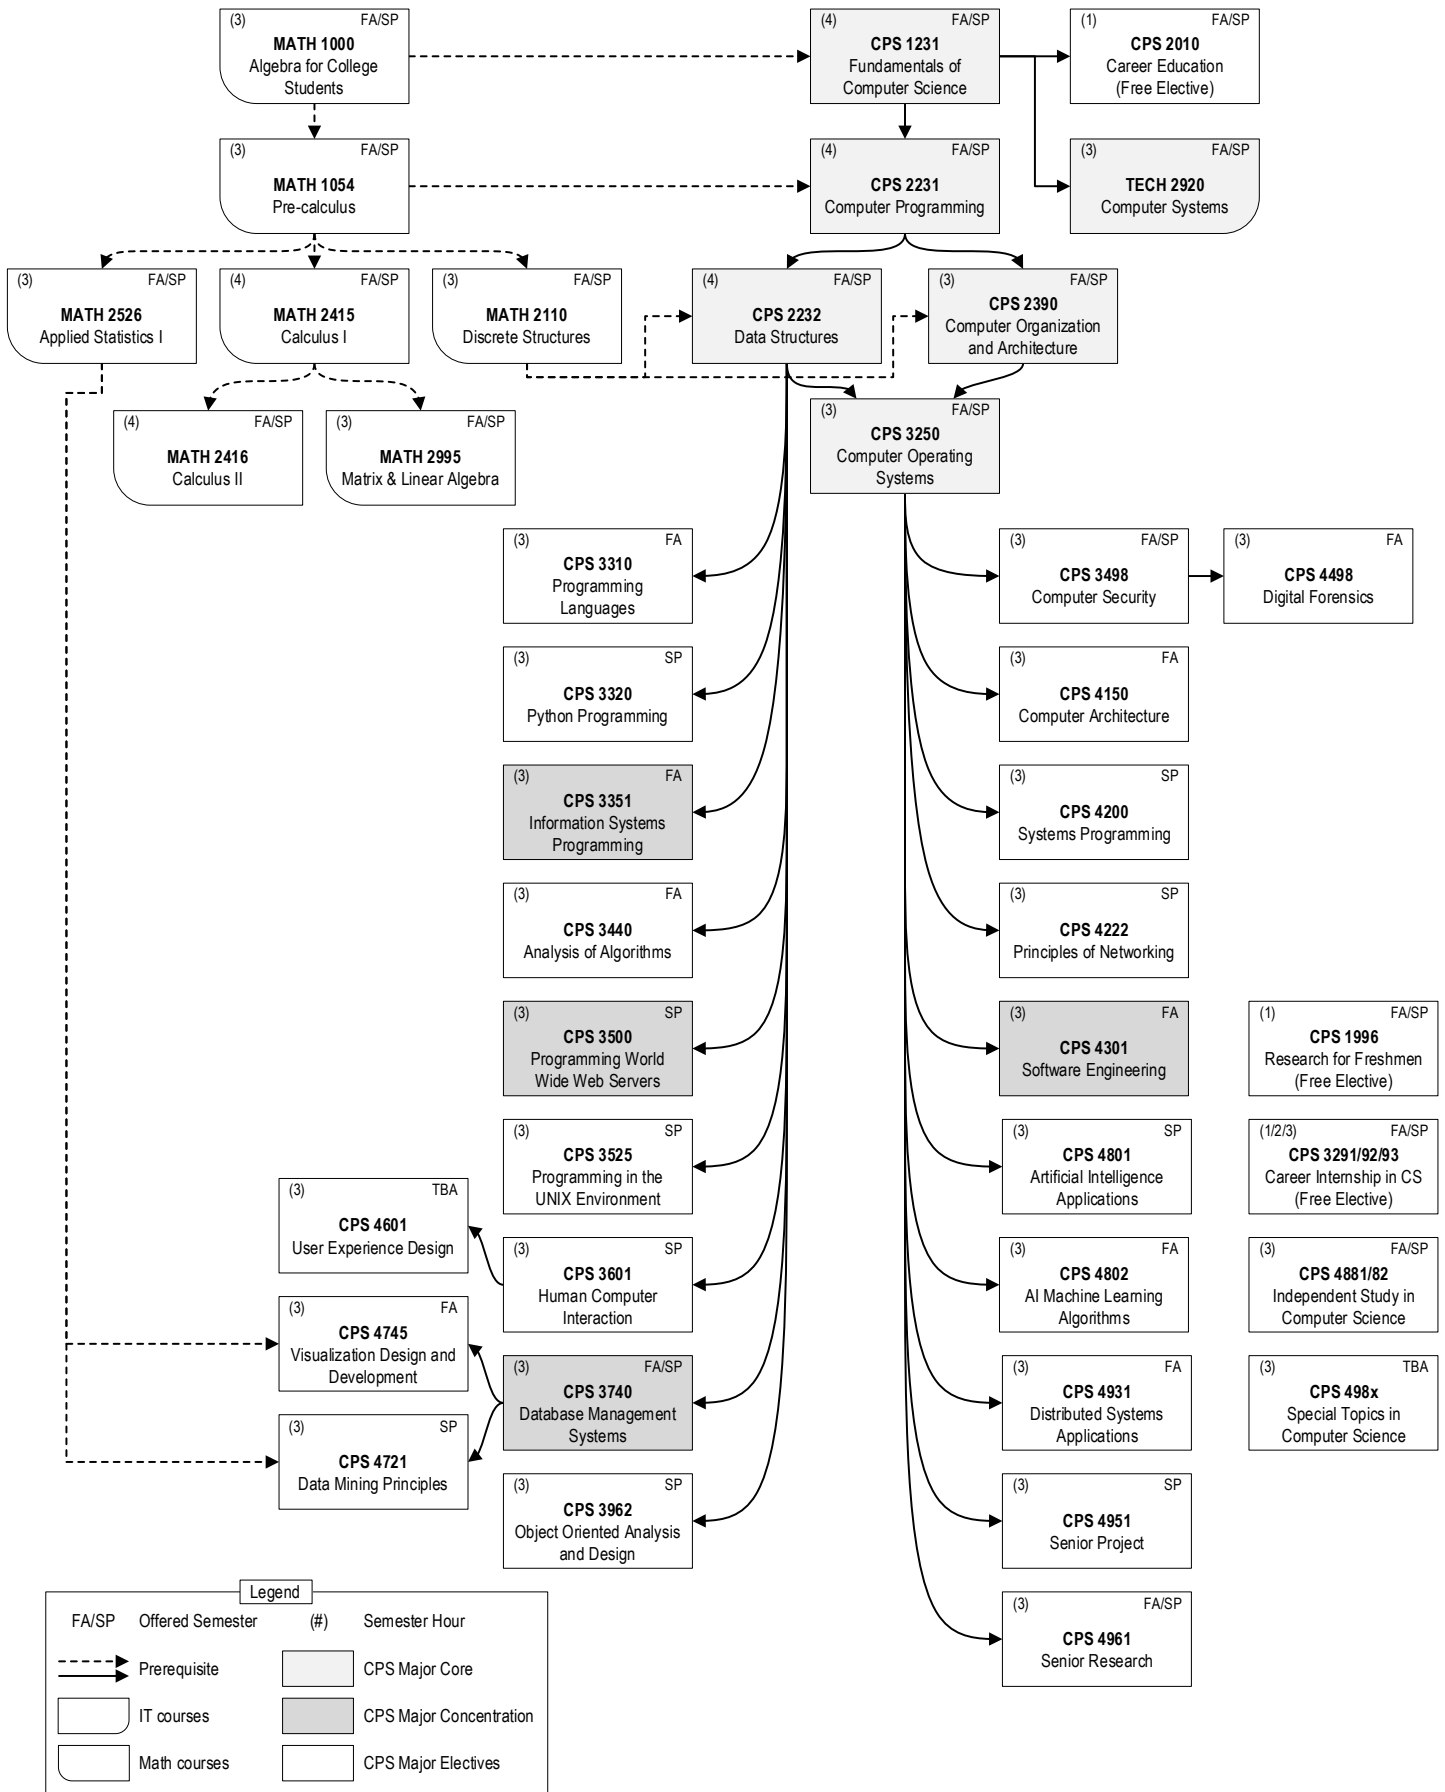 (3) FA/SP
MATH 1000
Algebra for College
Students
(4) FA/SP
CPS 1231
Fundamentals of
Computer Science
(1) FA/SP
CPS 2010
Career Education
(Free Elective)
(3) FA/SP
MATH 1054
Pre-calculus
(4) FA/SP
CPS 2231
Computer Programming
(3) FA/SP
TECH 2920
Computer Systems
(3) FA/SP
MATH 2526
Applied Statistics I
(4) FA/SP
MATH 2415
Calculus I
(3) FA/SP
MATH 2110
Discrete Structures
(4) FA/SP
CPS 2232
Data Structures
(3) FA/SP
CPS 2390
Computer Organization
and Architecture
(4) FA/SP
MATH 2416
Calculus II
(3) FA/SP
MATH 2995
Matrix & Linear Algebra
(3) FA/SP
CPS 3250
Computer Operating
Systems
(3) FA
CPS 3310
Programming
Languages
(3) FA/SP
CPS 3498
Computer Security
(3) FA
CPS 4498
Digital Forensics
(3) SP
CPS 3320
Python Programming
(3) FA
CPS 4150
Computer Architecture
(3) FA
CPS 3351
Information Systems
Programming
(3) SP
CPS 4200
Systems Programming
(3) FA
CPS 3440
Analysis of Algorithms
(3) SP
CPS 4222
Principles of Networking
(3) SP
CPS 3500
Programming World
Wide Web Servers
(3) FA
CPS 4301
Software Engineering
(1) FA/SP
CPS 1996
Research for Freshmen
(Free Elective)
(3) SP
CPS 3525
Programming in the
UNIX Environment
(3) SP
CPS 4801
Artificial Intelligence
Applications
(1/2/3) FA/SP
CPS 3291/92/93
Career Internship in CS
(Free Elective)
(3) TBA
CPS 4601
User Experience Design
(3) SP
CPS 3601
Human Computer
Interaction
(3) FA
CPS 4802
AI Machine Learning
Algorithms
(3) FA/SP
CPS 4881/82
Independent Study in
Computer Science
(3) FA
CPS 4745
Visualization Design and
Development
(3) FA/SP
CPS 3740
Database Management
Systems
(3) FA
CPS 4931
Distributed Systems
Applications
(3) TBA
CPS 498x
Special Topics in
Computer Science
(3) SP
CPS 4721
Data Mining Principles
(3) SP
CPS 3962
Object Oriented Analysis
and Design
(3) SP
CPS 4951
Senior Project
(3) FA/SP
CPS 4961
Senior Research
Legend
FA/SP Offered Semester (#) Semester Hour
Prerequisite CPS Major Core
IT courses CPS Major Concentration
Math courses CPS Major Electives